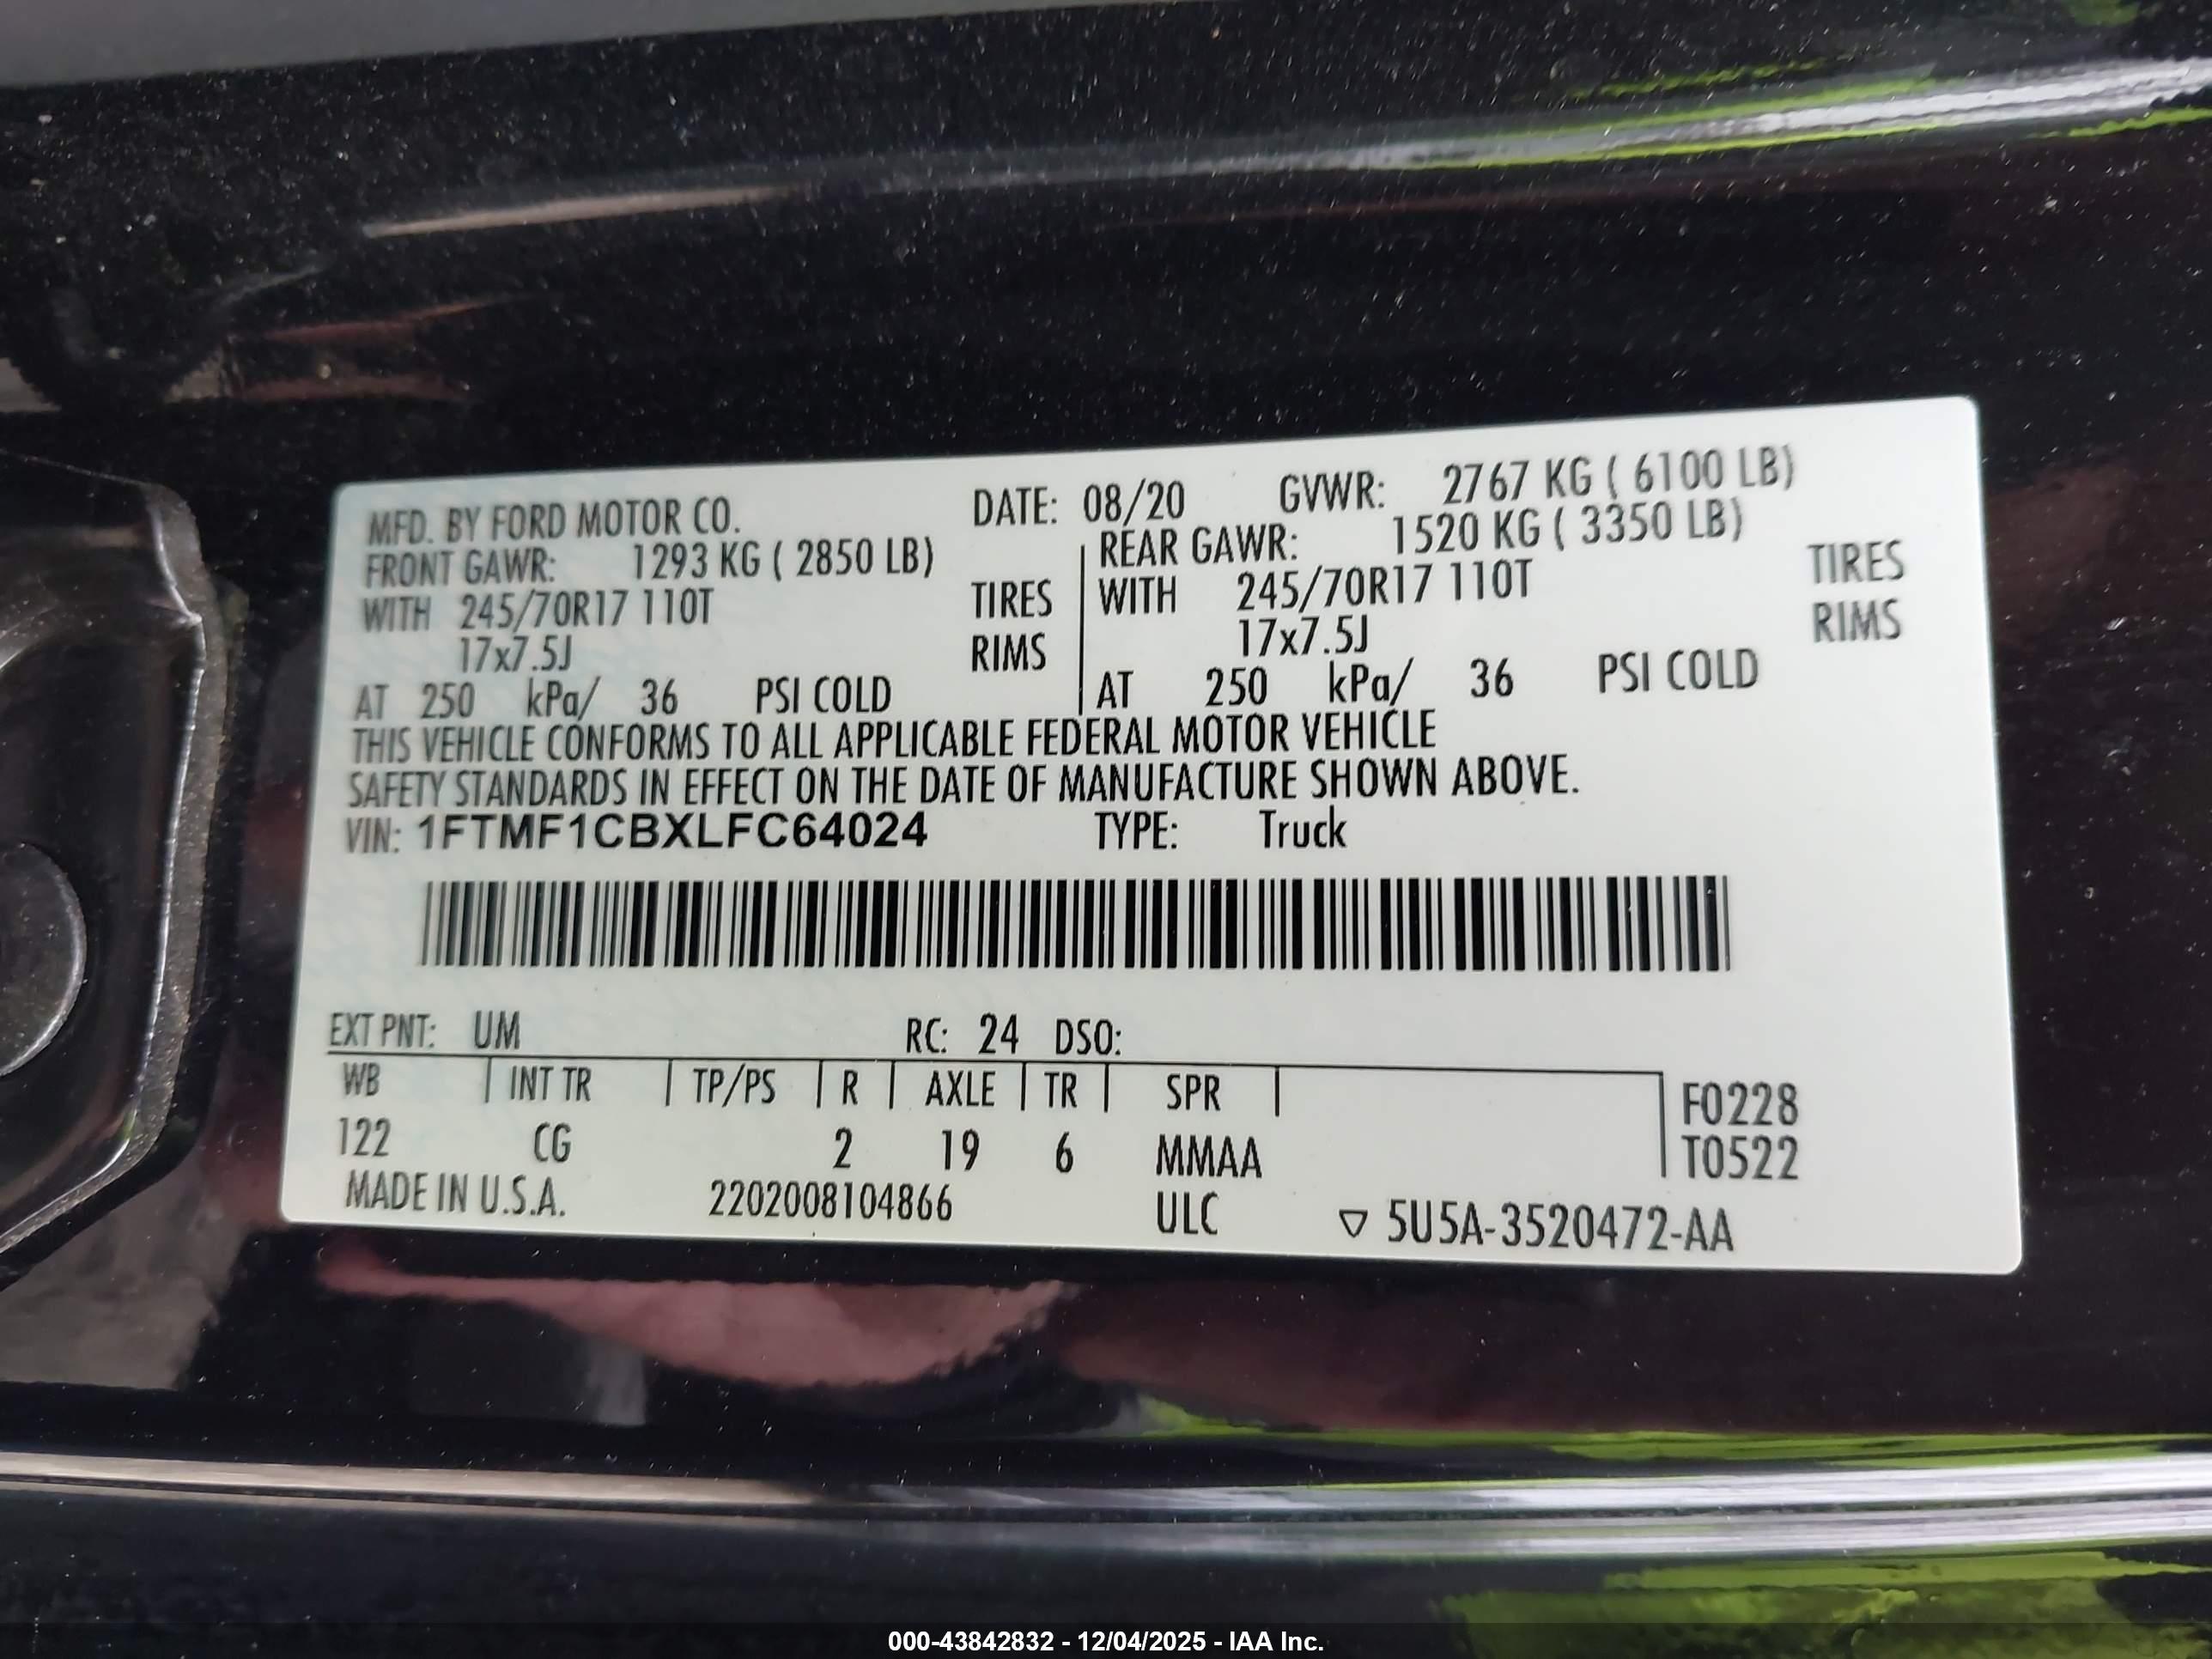 MFD. BY FORD MOTOR CO. DATE: 08/20 GVWR: 2767 KG ( 6100 LB)
FRONT GAWR: 1293 KG ( 2850 LB) REAR GAWR: 1520 KG ( 3350 LB)
WITH 245/70R17 110T TIRES WITH 245/70R17 110T TIRES
17x7.5J RIMS 17x7.5J RIMS
AT 250 kPa/ 36 PSI COLD AT 250 kPa/ 36 PSI COLD
THIS VEHICLE CONFORMS TO ALL APPLICABLE FEDERAL MOTOR VEHICLE
SAFETY STANDARDS IN EFFECT ON THE DATE OF MANUFACTURE SHOWN ABOVE.
VIN: 1FTMF1CBXLFC64024 TYPE: Truck
EXT PNT: UM RC: 24 DSO:
WB INT TR TP/PS R AXLE TR SPR F0228
122 CG 2 19 6 MMAA T0522
MADE IN U.S.A. 2202008104866 ULC ▽ 5U5A-3520472-AA
000-43842832 - 12/04/2025 - IAA Inc.